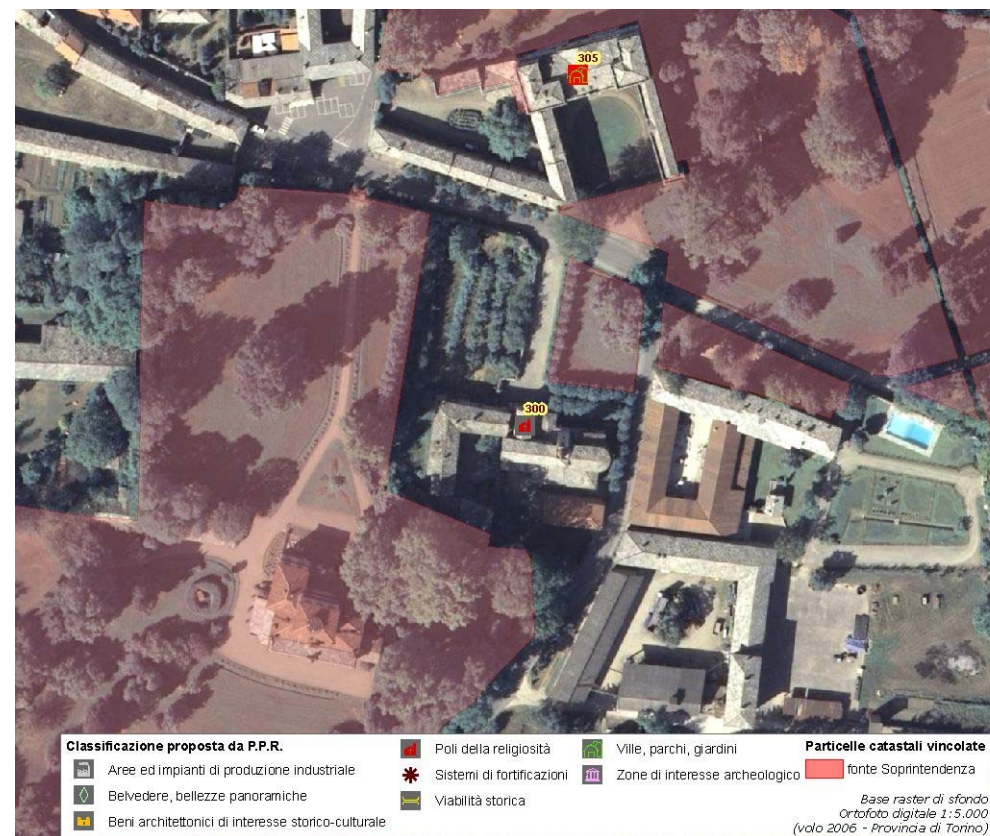 305
300
Classificazione proposta da P.P.R.
Aree ed impianti di produzione industriale
Belvedere, bellezze panoramiche
Beni architettonici di interesse storico-culturale
Poli della religiosità
Sistemi di fortificazioni
Viabilità storica
Ville, parchi, giardini
Zone di interesse archeologico
Particelle catastali vincolate
fonte Soprintendenza
Base raster di sfondo
Ortofoto digitale 1:5.000
(volo 2006 - Provincia di Torino)